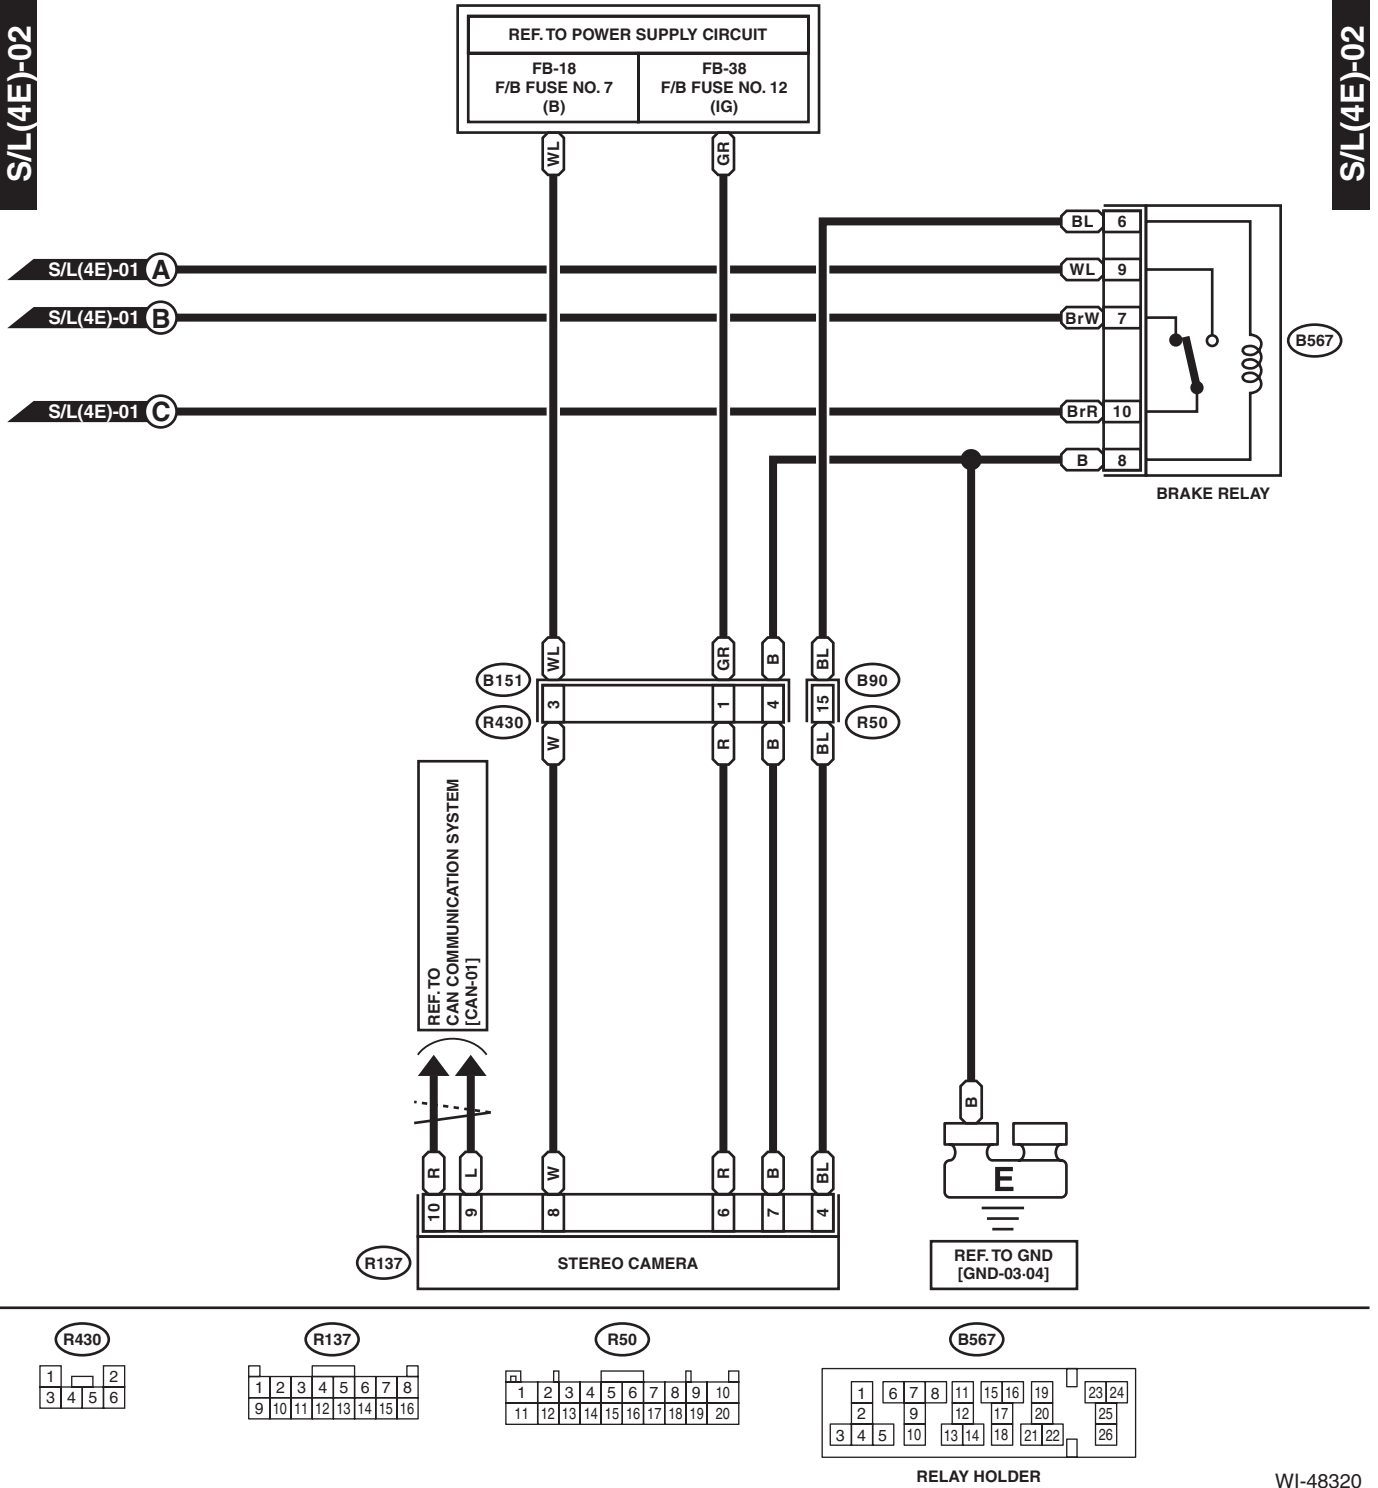 S/L(4E)-02
S/L(4E)-02
REF. TO POWER SUPPLY CIRCUIT
FB-18
F/B FUSE NO. 7
(B)
FB-38
F/B FUSE NO. 12
(IG)
WL
GR
BL 6
S/L(4E)-01 A
WL 9
S/L(4E)-01 B
BrW 7
B567
S/L(4E)-01 C
BrR 10
B 8
BRAKE RELAY
WL
GR
B
BL
B151
B90
3
1
4
15
R430
R50
W
R
B
BL
REF. TO
CAN COMMUNICATION SYSTEM
[CAN-01]
B
R
L
W
R
B
BL
E
10
9
8
6
7
4
R137
STEREO CAMERA
REF. TO GND
[GND-03·04]
R430
1 2
3 4 5 6
R137
1 2 3 4 5 6 7 8
9 10 11 12 13 14 15 16
R50
1 2 3 4 5 6 7 8 9 10
11 12 13 14 15 16 17 18 19 20
B567
1 6 7 8 11 15 16 19 23 24
2 9 12 17 20 25
3 4 5 10 13 14 18 21 22 26
RELAY HOLDER
WI-48320